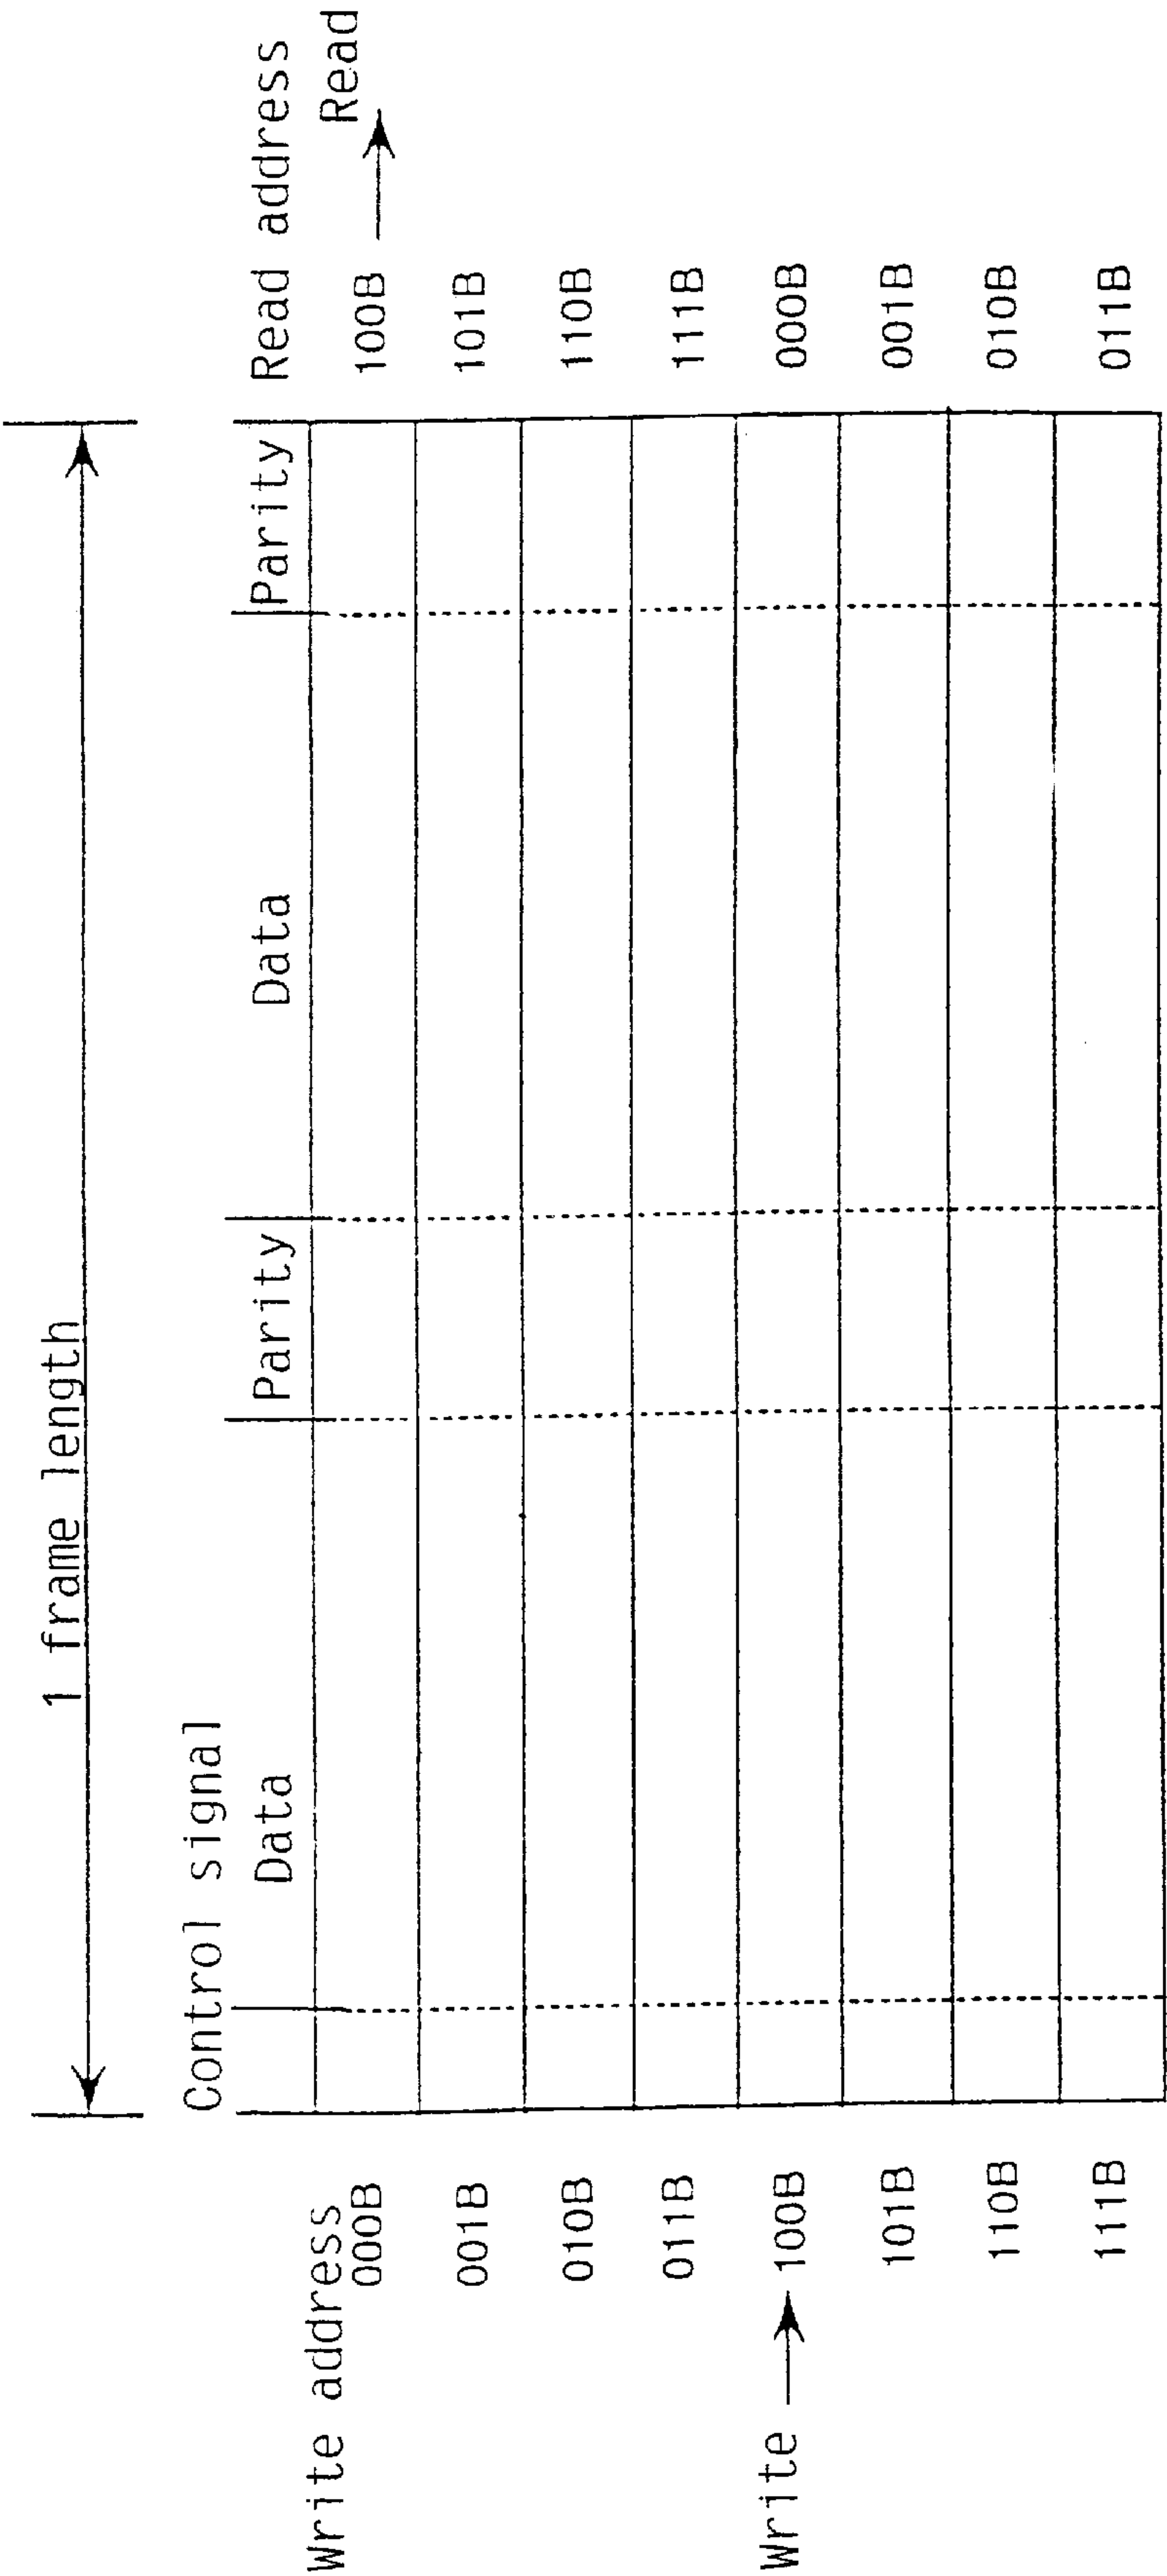 1 frame length
Control signal
Write address
Data
Parity
Data
Parity
Read address
000B
100B
Read
001B
101B
010B
110B
011B
111B
Write
100B
000B
101B
001B
110B
010B
111B
011B